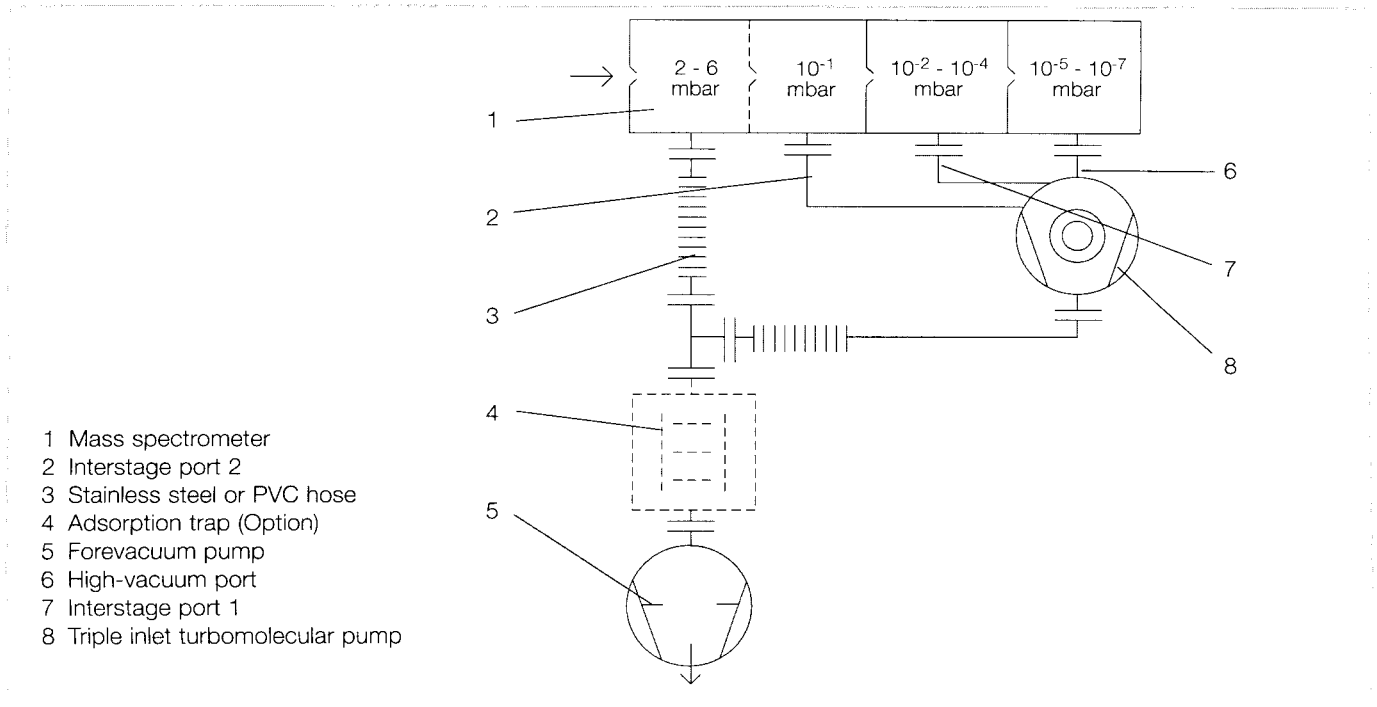 2 - 6
mbar
10⁻¹
mbar
10⁻² - 10⁻⁴
mbar
10⁻⁵ - 10⁻⁷
mbar
1
2
3
4
5
6
7
8
1 Mass spectrometer
2 Interstage port 2
3 Stainless steel or PVC hose
4 Adsorption trap (Option)
5 Forevacuum pump
6 High-vacuum port
7 Interstage port 1
8 Triple inlet turbomolecular pump